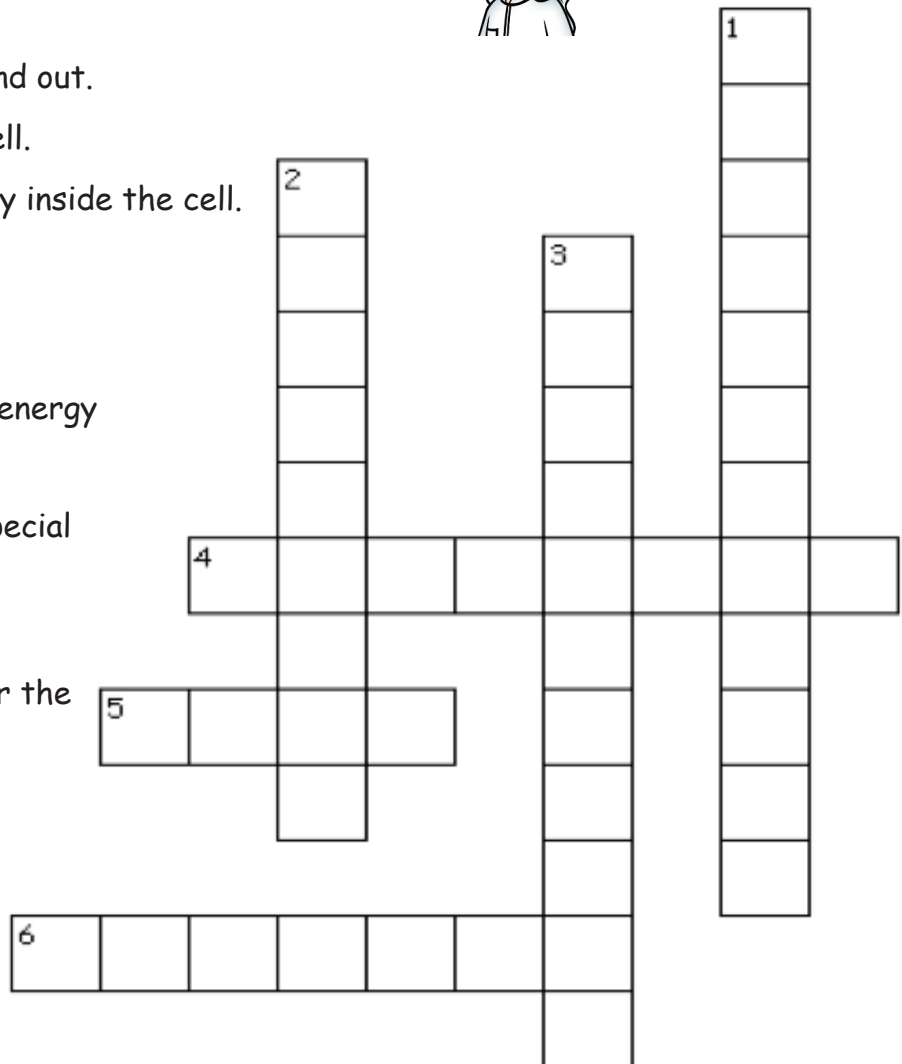 1
nd out.
ell.
y inside the cell.
2
3
energy
pecial
4
r the
5
6